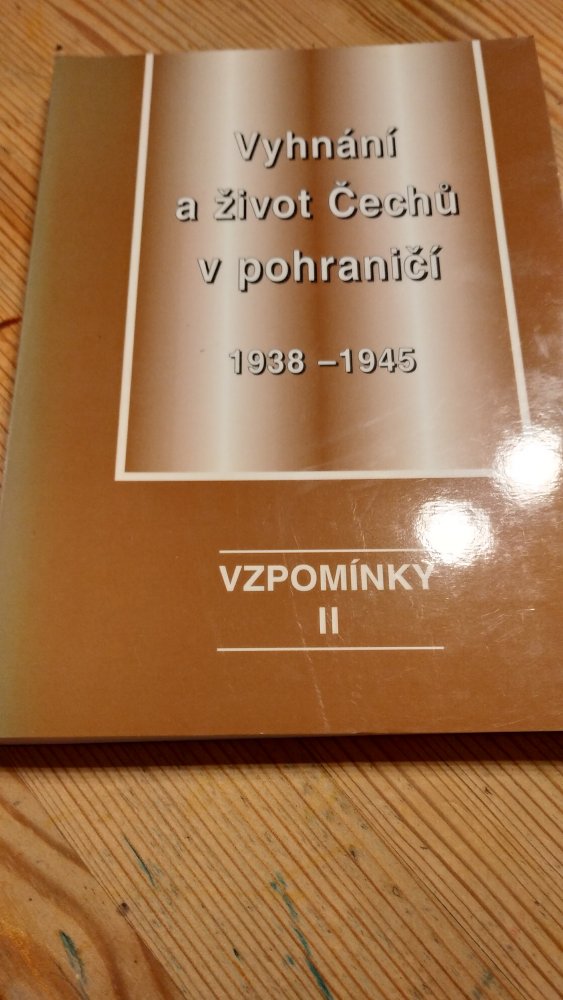 Vyhnání
a život Čechů
v pohraničí
1938 –1945
VZPOMÍNKY
II